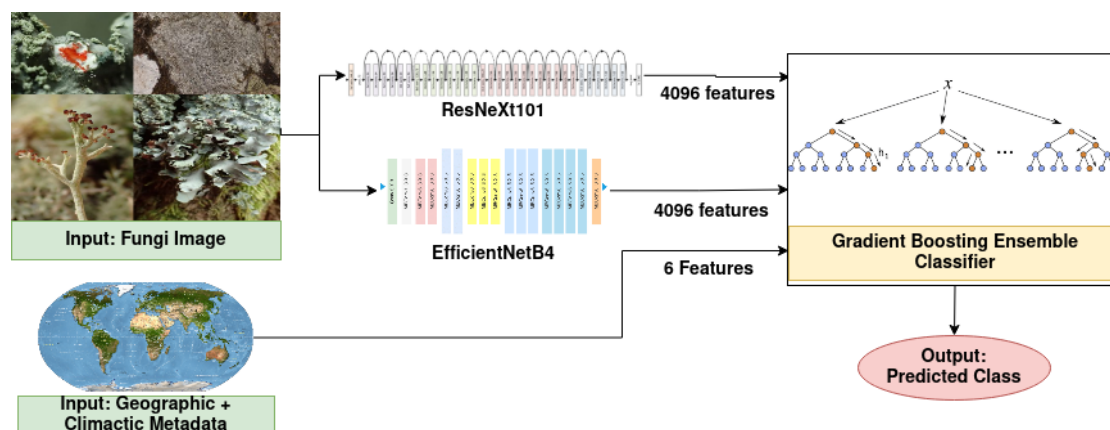 ResNeXt101
4096 features
x
h₁
...
EfficientNetB4
4096 features
Input: Fungi Image
Gradient Boosting Ensemble
Classifier
6 Features
Output:
Predicted Class
Input: Geographic +
Climactic Metadata